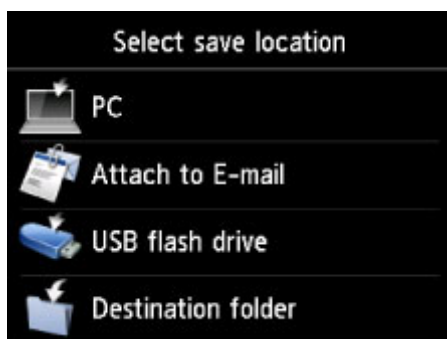 Select save location
PC
Attach to E-mail
USB flash drive
Destination folder